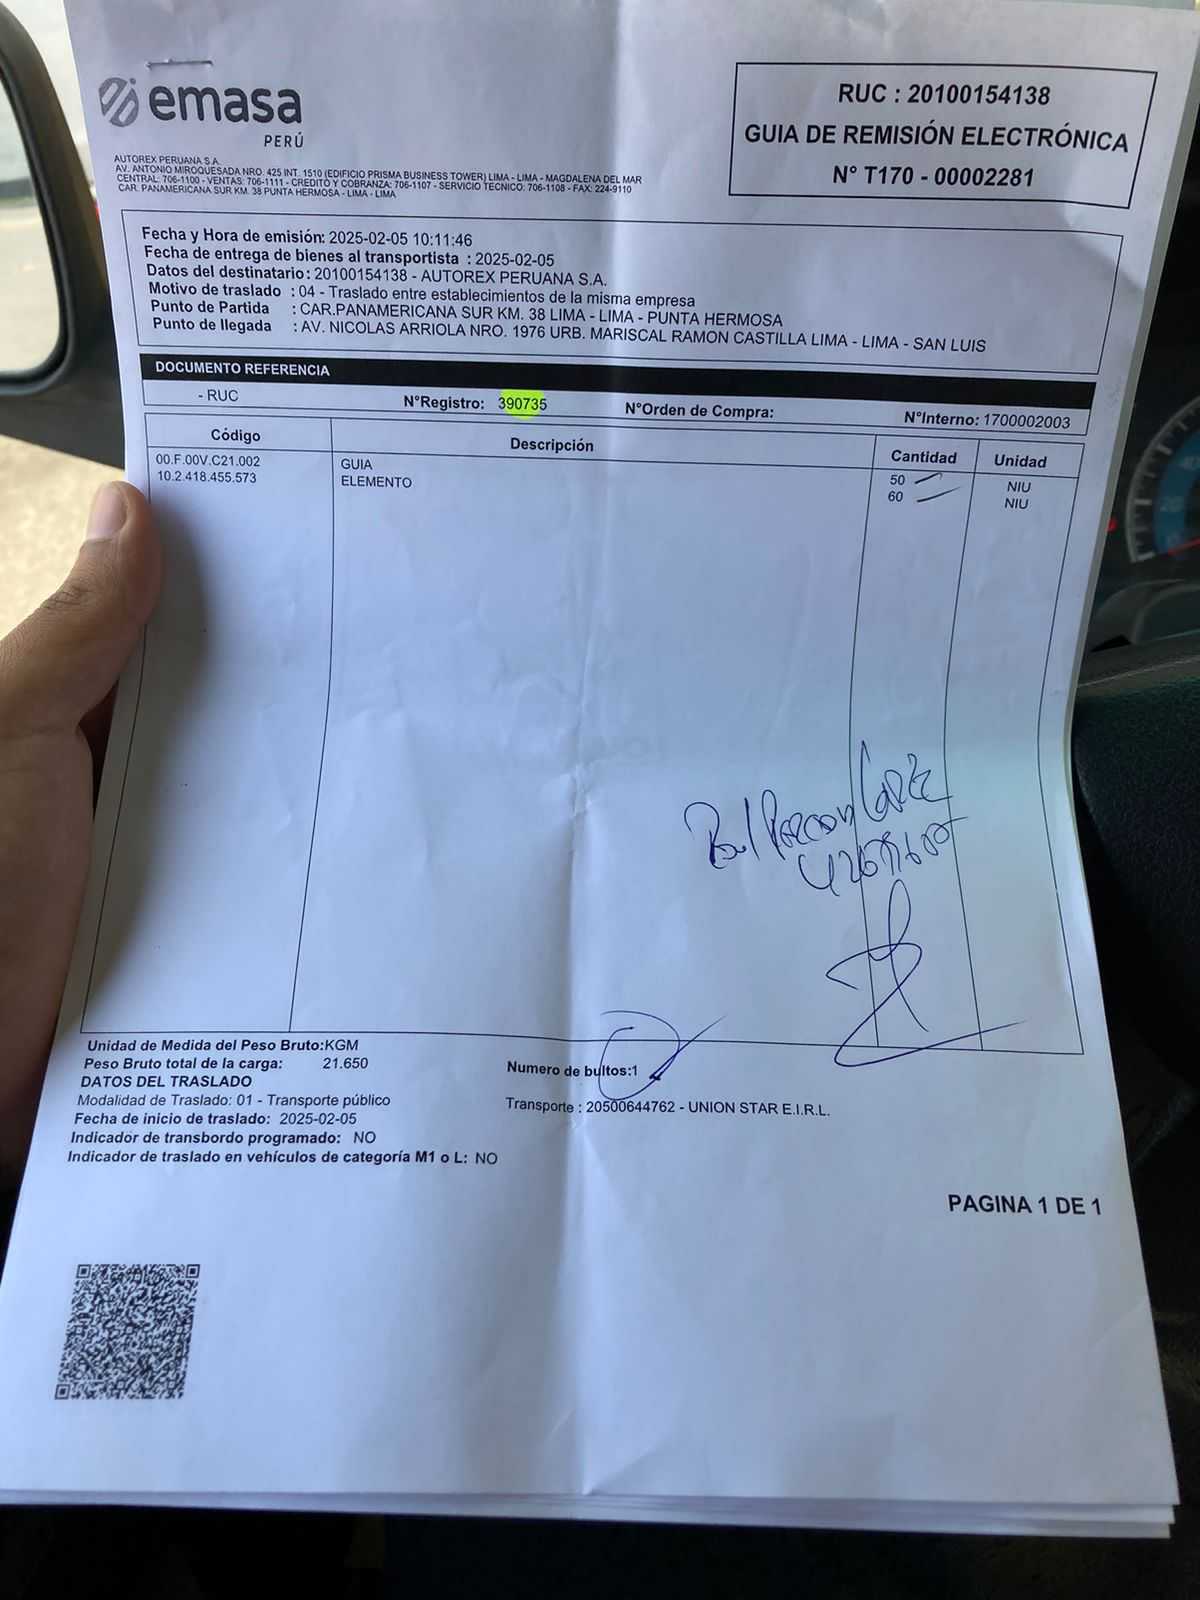 emasa
PERÚ
AUTOREX PERUANA S.A.
AV. ANTONIO MIROQUESADA NRO. 425 INT. 1510 (EDIFICIO PRISMA BUSINESS TOWER) LIMA - LIMA - MAGDALENA DEL MAR
CENTRAL: 706-1100 - VENTAS: 706-1111 - CREDITO Y COBRANZA: 706-1107 - SERVICIO TECNICO: 706-1108 - FAX: 224-9110
CAR. PANAMERICANA SUR KM. 38 PUNTA HERMOSA - LIMA - LIMA
RUC : 20100154138
GUIA DE REMISIÓN ELECTRÓNICA
N° T170 - 00002281
Fecha y Hora de emisión: 2025-02-05 10:11:46
Fecha de entrega de bienes al transportista : 2025-02-05
Datos del destinatario : 20100154138 - AUTOREX PERUANA S.A.
Motivo de traslado : 04 - Traslado entre establecimientos de la misma empresa
Punto de Partida : CAR.PANAMERICANA SUR KM. 38 LIMA - LIMA - PUNTA HERMOSA
Punto de llegada : AV. NICOLAS ARRIOLA NRO. 1976 URB. MARISCAL RAMON CASTILLA LIMA - LIMA - SAN LUIS
DOCUMENTO REFERENCIA
- RUC N°Registro: 390735 N°Orden de Compra: N°Interno: 1700002003
Código Descripción Cantidad Unidad
00.F.00V.C21.002 GUIA 50 NIU
10.2.418.455.573 ELEMENTO 60 NIU
Unidad de Medida del Peso Bruto:KGM
Peso Bruto total de la carga: 21.650 Numero de bultos:1
DATOS DEL TRASLADO
Modalidad de Traslado: 01 - Transporte público Transporte : 20500644762 - UNION STAR E.I.R.L.
Fecha de inicio de traslado: 2025-02-05
Indicador de transbordo programado: NO
Indicador de traslado en vehículos de categoría M1 o L: NO
PAGINA 1 DE 1